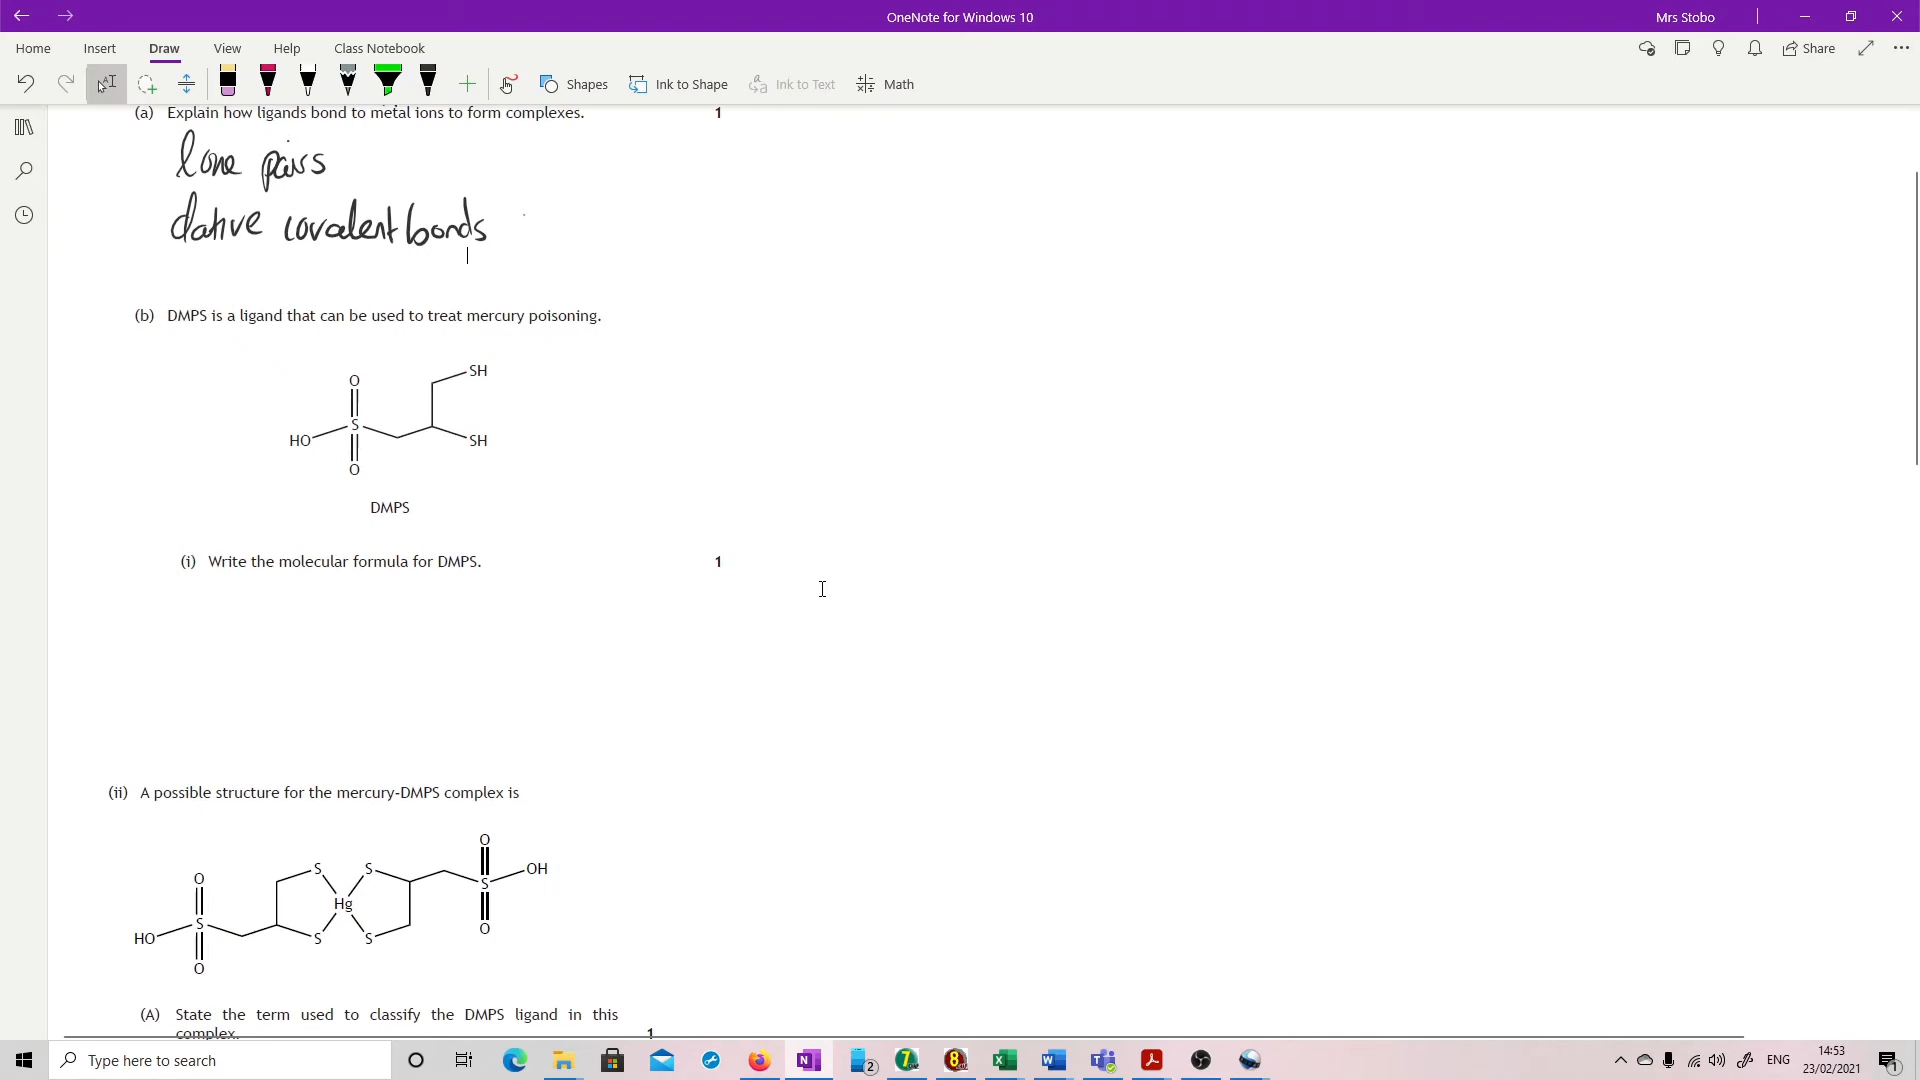 OneNote for Windows 10
Mrs Stobo
Home Insert Draw View Help Class Notebook
Share
Shapes Ink to Shape Ink to Text Math
(a) Explain how ligands bond to metal ions to form complexes. 1
lone pairs
dative covalent bonds
(b) DMPS is a ligand that can be used to treat mercury poisoning.
SH
O
S
HO SH
O
DMPS
(i) Write the molecular formula for DMPS. 1
(ii) A possible structure for the mercury-DMPS complex is
O
S S OH
O S
Hg
S O
HO S S
O
(A) State the term used to classify the DMPS ligand in this
complex. 1
Type here to search
ENG
14:53
23/02/2021